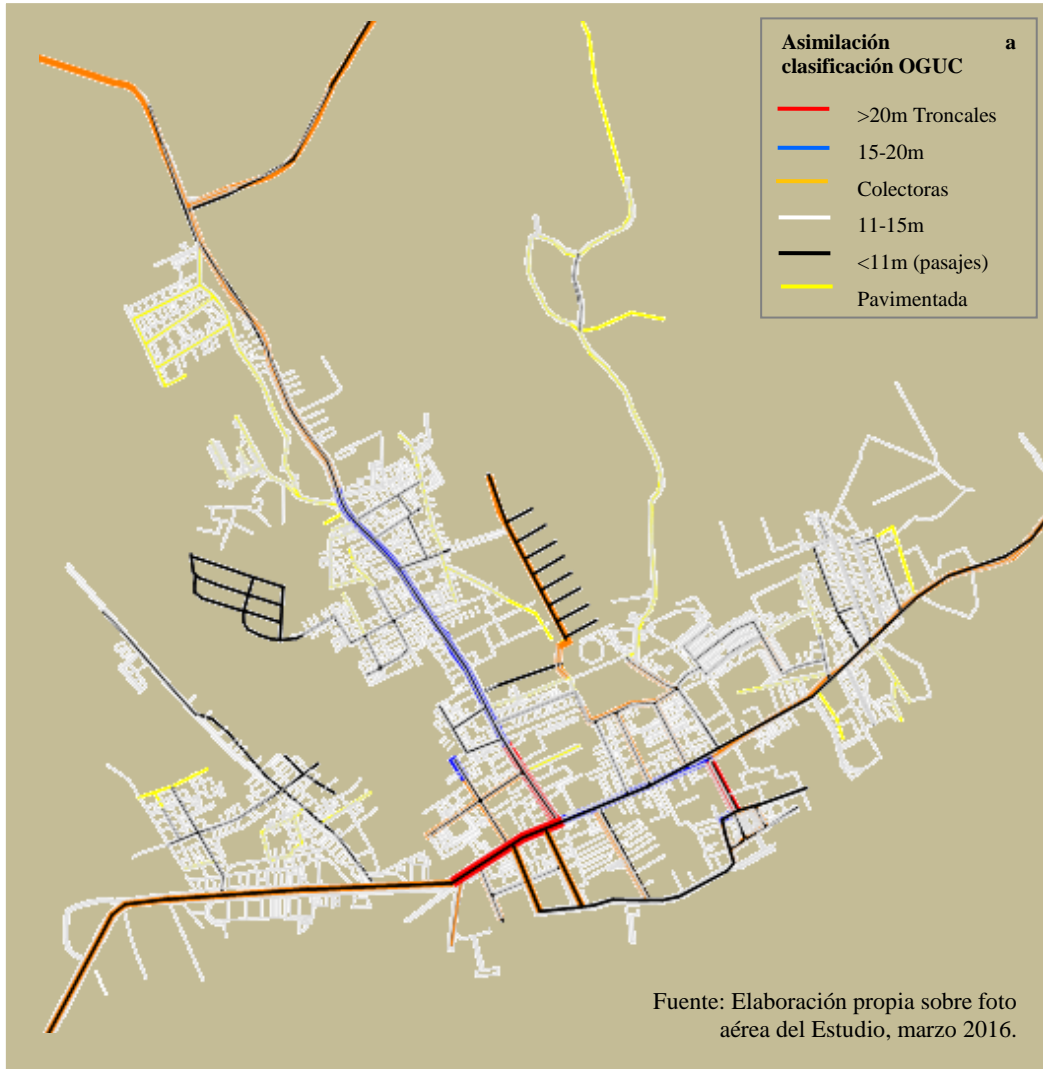 Asimilación a
clasificación OGUC
>20m Troncales
15-20m
Colectoras
11-15m
<11m (pasajes)
Pavimentada
Fuente: Elaboración propia sobre foto
aérea del Estudio, marzo 2016.